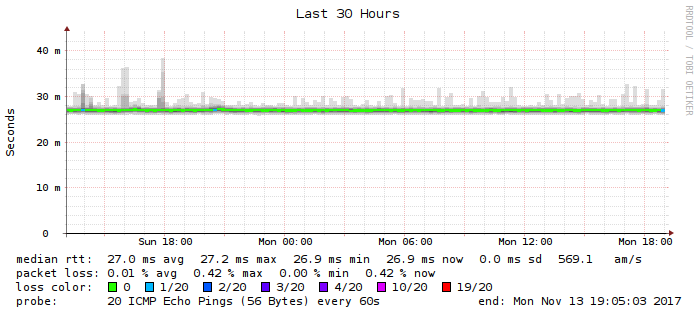 Last 30 Hours
RRDTOOL / TOBI OETIKER
Seconds
40 m
30 m
20 m
10 m
0
Sun 18:00 Mon 00:00 Mon 06:00 Mon 12:00 Mon 18:00
median rtt: 27.0 ms avg 27.2 ms max 26.9 ms min 26.9 ms now 0.0 ms sd 569.1 am/s
packet loss: 0.01 % avg 0.42 % max 0.00 % min 0.42 % now
loss color: 0 1/20 2/20 3/20 4/20 10/20 19/20
probe: 20 ICMP Echo Pings (56 Bytes) every 60s end: Mon Nov 13 19:05:03 2017